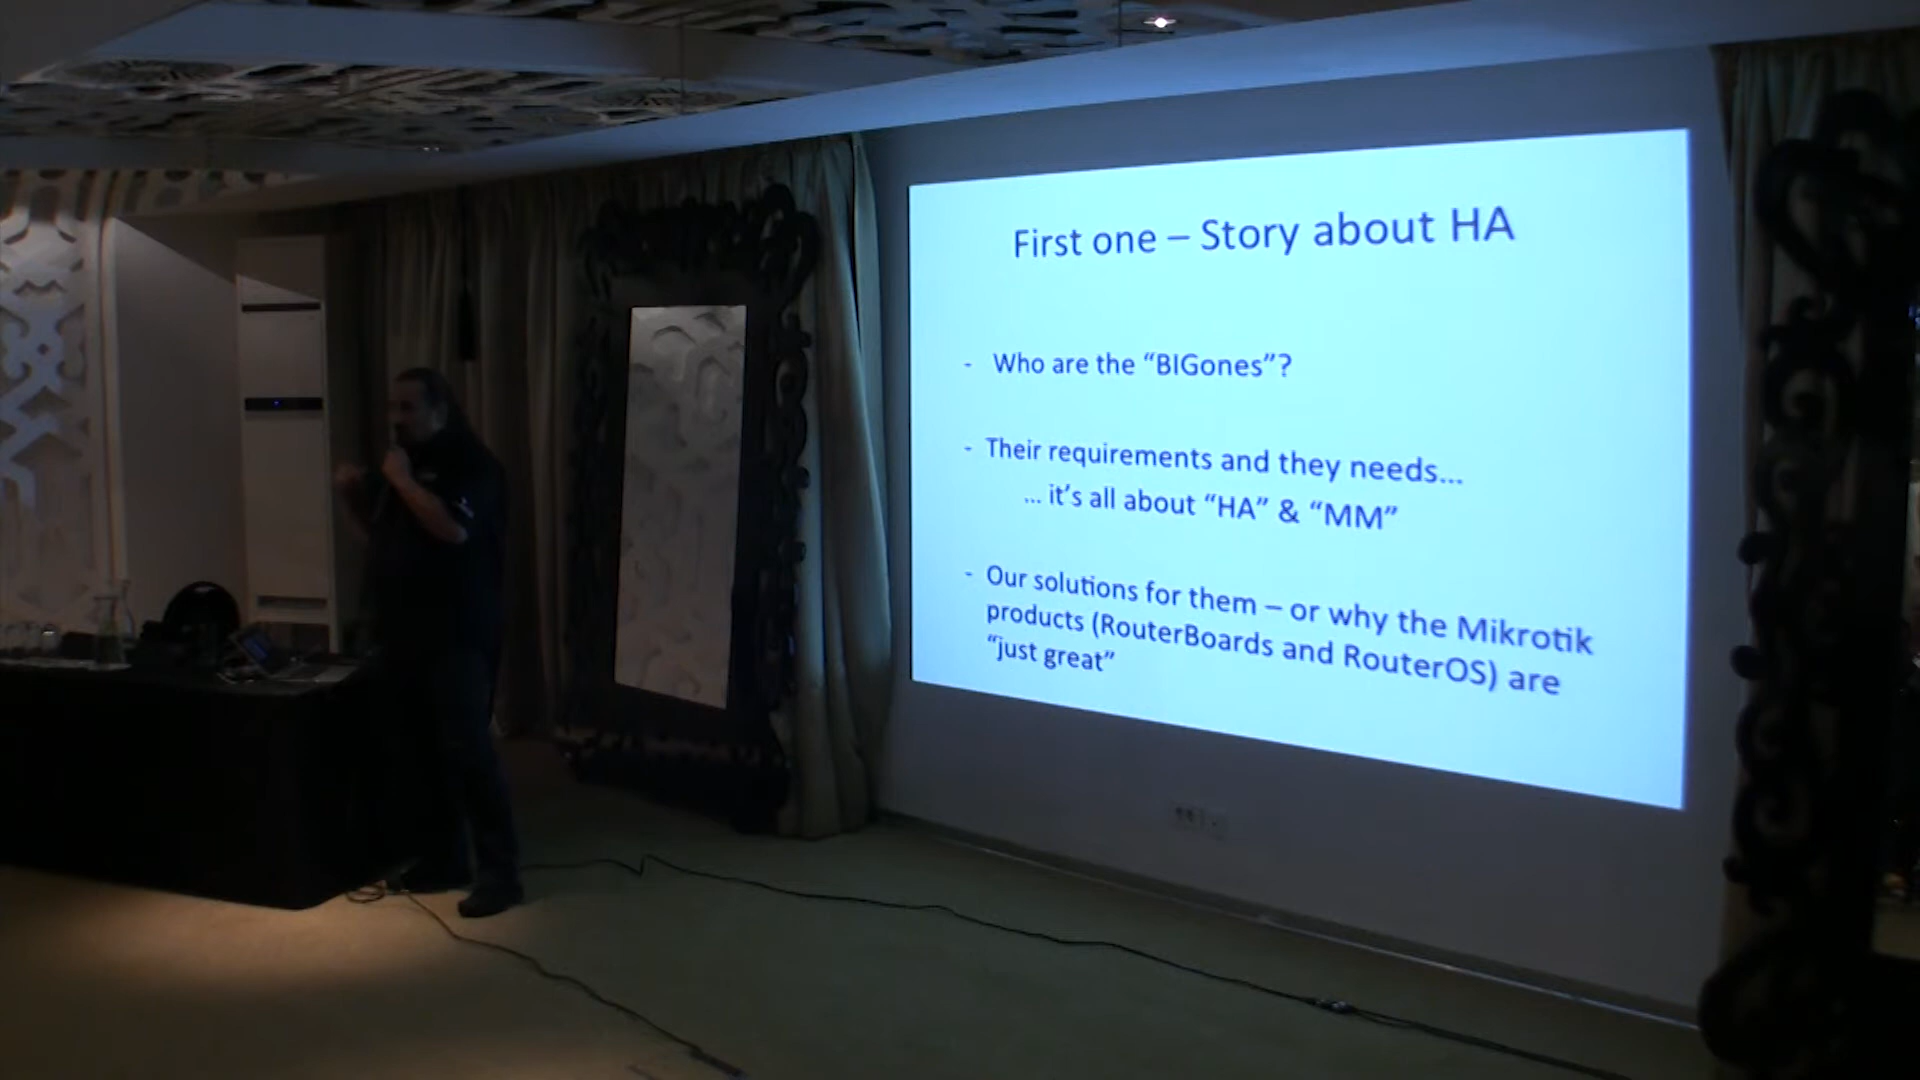 First one – Story about HA
- Who are the “BIGones”?
- Their requirements and they needs...
... it’s all about “HA” & “MM”
- Our solutions for them – or why the Mikrotik
products (RouterBoards and RouterOS) are
“just great”